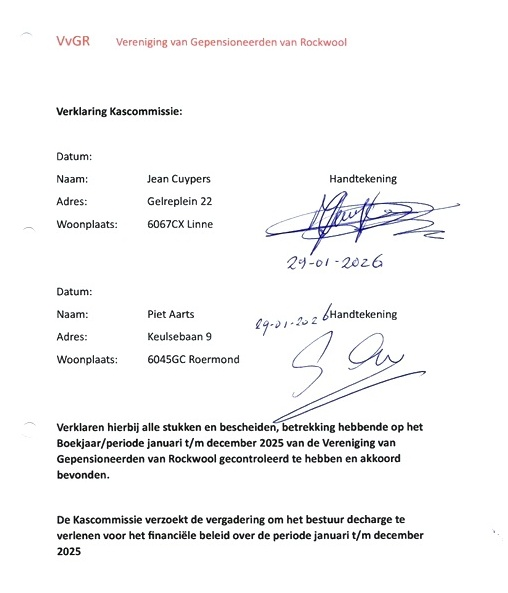 VvGR Vereniging van Gepensioneerden van Rockwool
Verklaring Kascommissie:
Datum:
Naam: Jean Cuypers Handtekening
Adres: Gelreplein 22
Woonplaats: 6067CX Linne
29-01-2026
Datum:
Naam: Piet Aarts 29-01-2026 Handtekening
Adres: Keulsebaan 9
Woonplaats: 6045GC Roermond
Verklaren hierbij alle stukken en bescheiden, betrekking hebbende op het
Boekjaar/periode januari t/m december 2025 van de Vereniging van
Gepensioneerden van Rockwool gecontroleerd te hebben en akkoord
bevonden.
De Kascommissie verzoekt de vergadering om het bestuur decharge te
verlenen voor het financiële beleid over de periode januari t/m december
2025